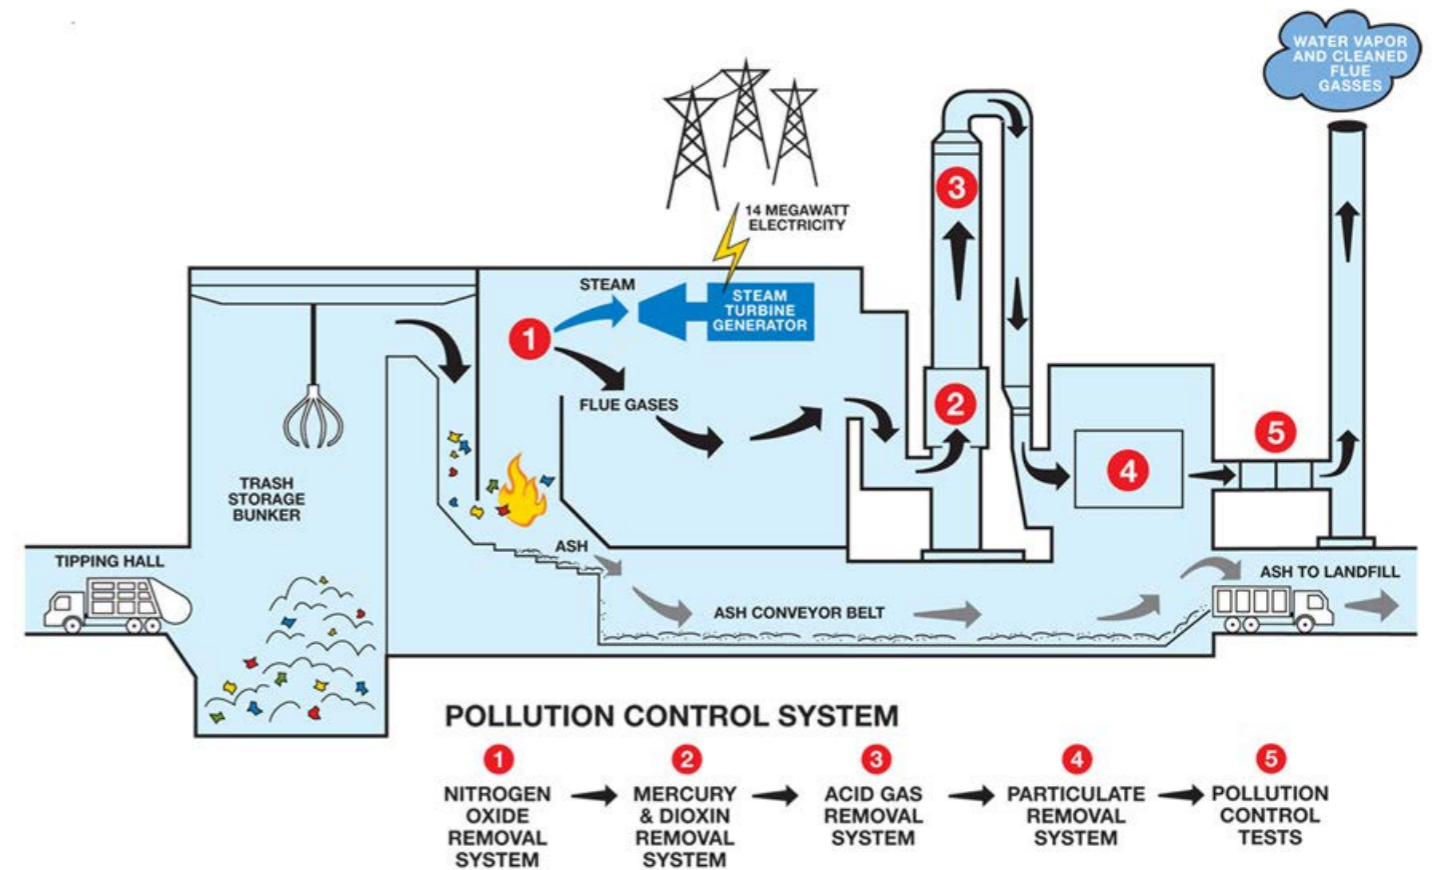 WATER VAPOR
AND CLEANED
FLUE
GASSES
14 MEGAWATT
ELECTRICITY
3
STEAM
STEAM
TURBINE
GENERATOR
1
FLUE GASES
2
5
4
TRASH
STORAGE
BUNKER
ASH
TIPPING HALL
ASH TO LANDFILL
ASH CONVEYOR BELT
POLLUTION CONTROL SYSTEM
1
NITROGEN
OXIDE
REMOVAL
SYSTEM
2
MERCURY
& DIOXIN
REMOVAL
SYSTEM
3
ACID GAS
REMOVAL
SYSTEM
4
PARTICULATE
REMOVAL
SYSTEM
5
POLLUTION
CONTROL
TESTS